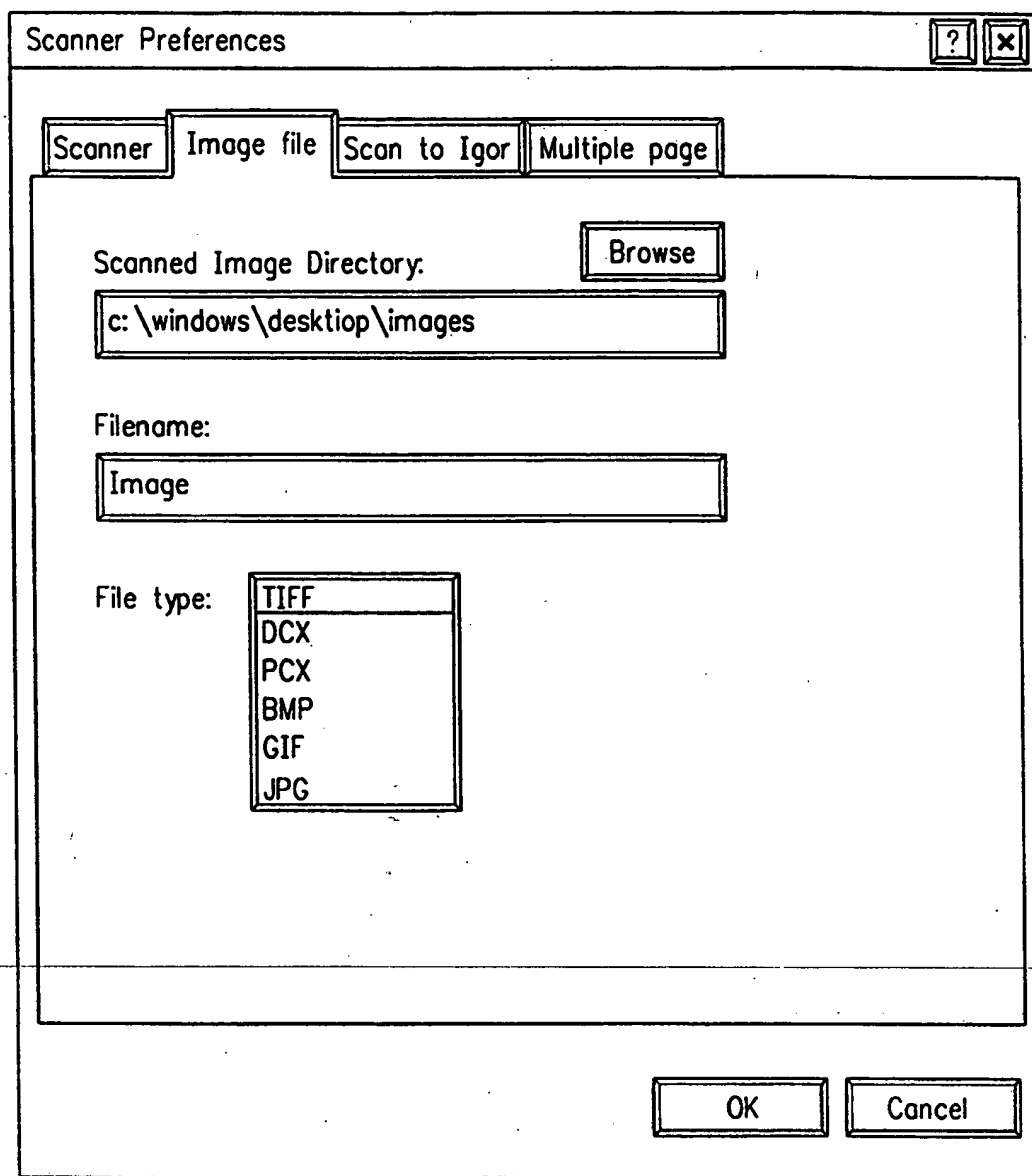 Scanner Preferences ?
Scanner Image file Scan to Igor Multiple page
Scanned Image Directory: Browse
c: \windows\desktiop\images
Filename:
Image
File type: TIFF
DCX
PCX
BMP
GIF
JPG
OK Cancel